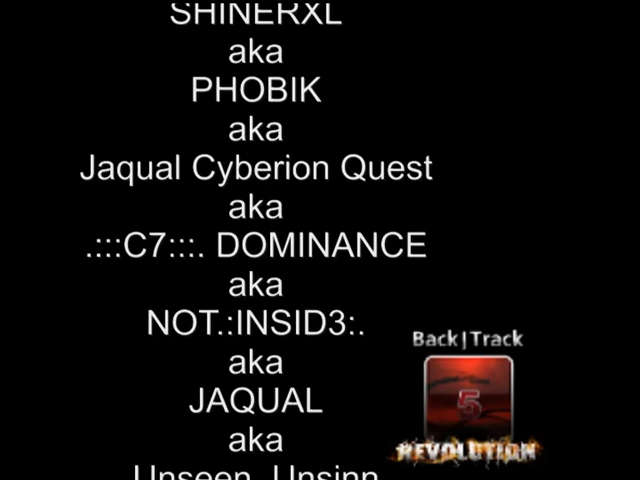 SHINERXL
aka
PHOBIK
aka
Jaqual Cyberion Quest
aka
.:::C7:::. DOMINANCE
aka
NOT.:INSID3:.
aka
JAQUAL
aka
Unseen_Unsinn
Back|Track
5
REVOLUTION